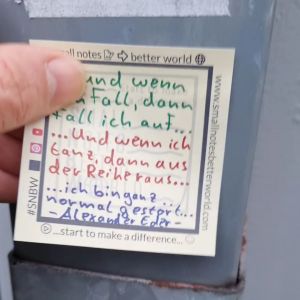 small notes ⇨ better world
und wenn
Fall, dann
fall ich auf...
...Und wenn ich
tanz, dann aus
der Reihe raus...
...ich bin ganz
normal gestört...
-Alexander Eder-
...start to make a difference...
#SNBW
www.smallnotesbetterworld.com